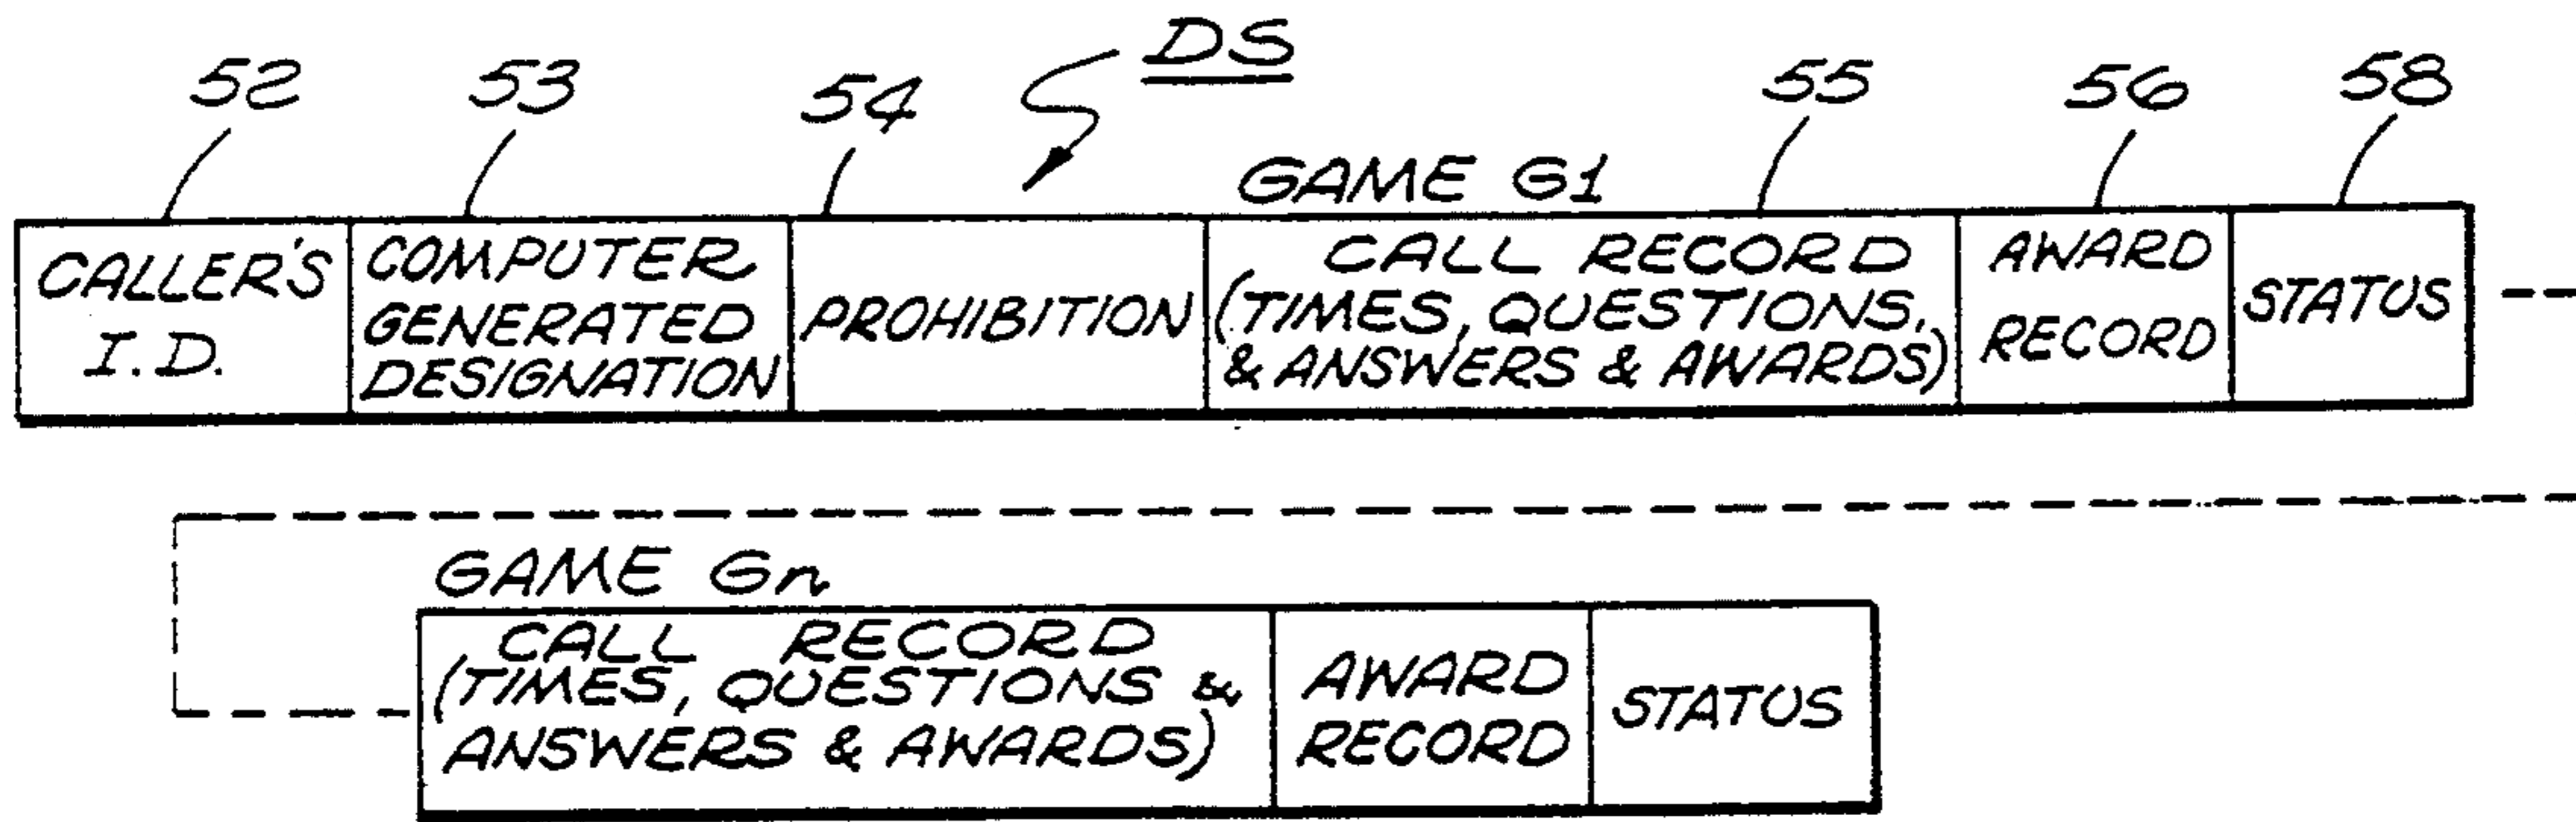 DS
52 53 54 55 56 58
GAME G1
CALLER'S
I.D.
COMPUTER
GENERATED
DESIGNATION
PROHIBITION
CALL RECORD
(TIMES, QUESTIONS,
& ANSWERS & AWARDS)
AWARD
RECORD
STATUS
GAME Gn
CALL RECORD
(TIMES, QUESTIONS &
ANSWERS & AWARDS)
AWARD
RECORD
STATUS